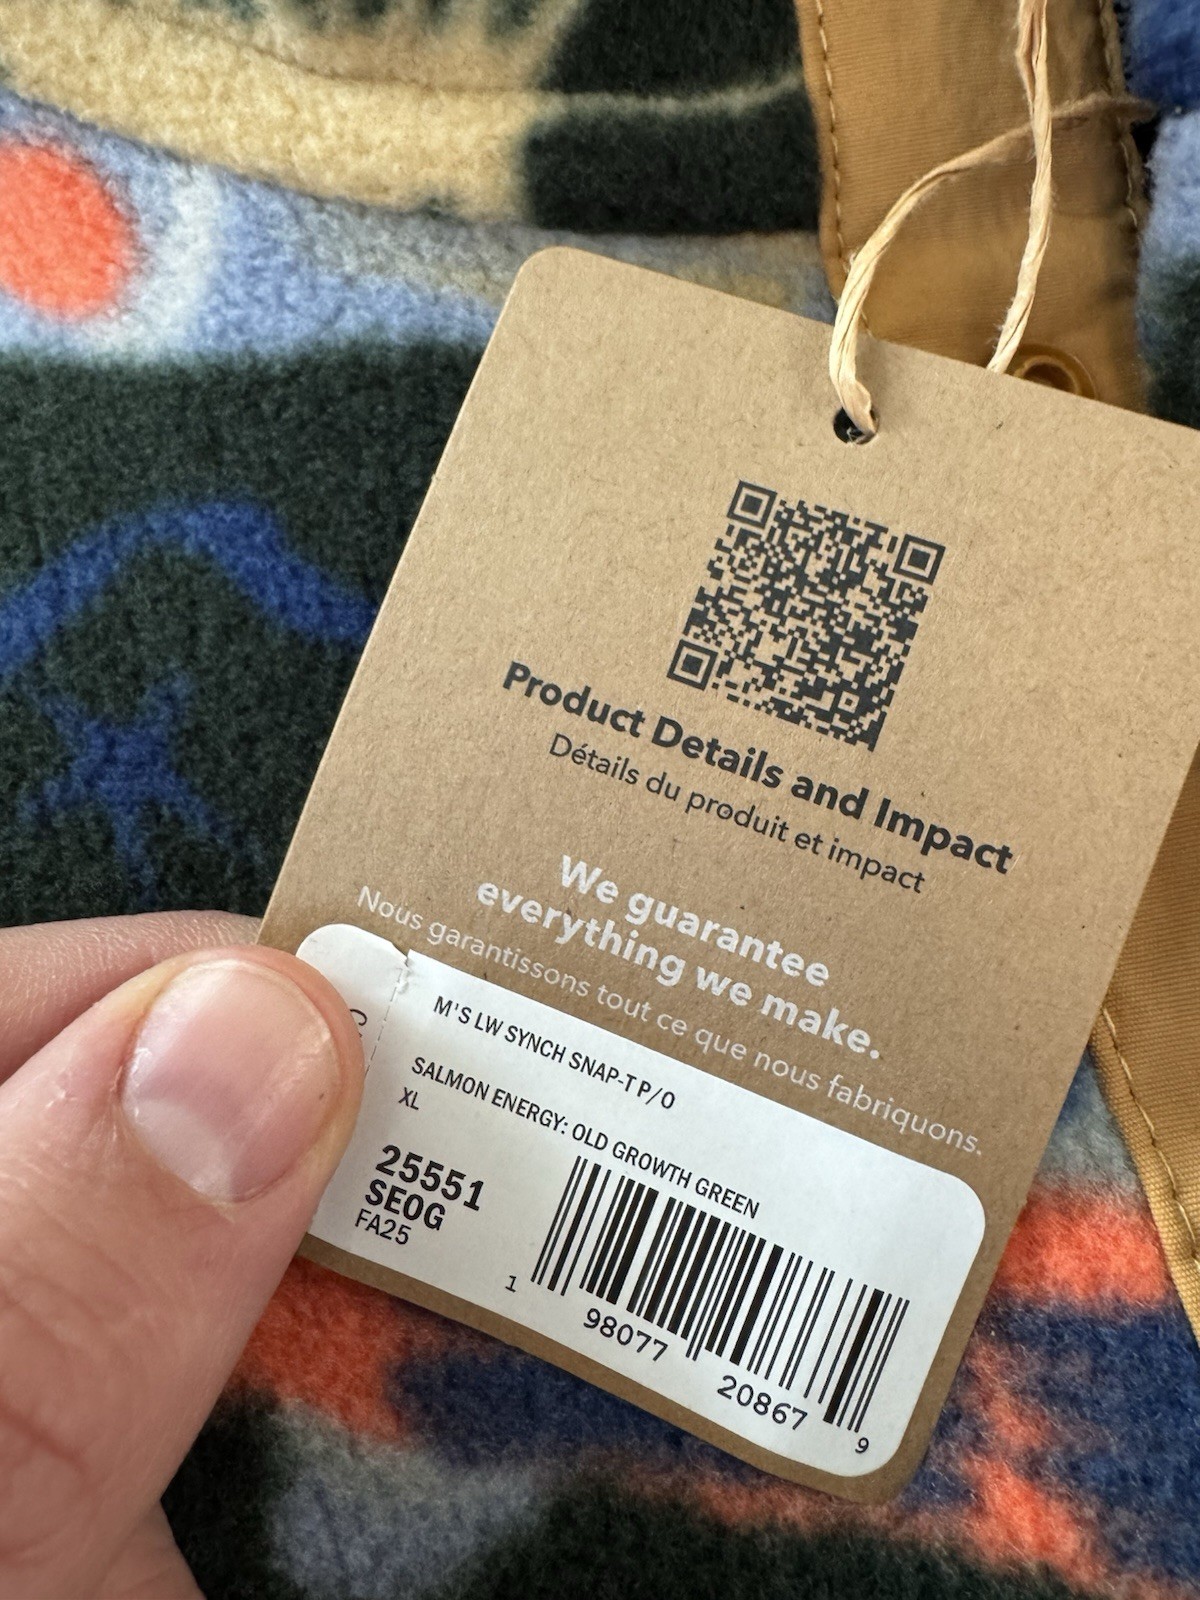 Product Details and Impact
Détails du produit et impact
We guarantee
everything we make.
Nous garantissons tout ce que nous fabriquons.
M'S LW SYNCH SNAP-T P/O
SALMON ENERGY: OLD GROWTH GREEN
XL
25551
SEOG
FA25
1 98077 20867 9